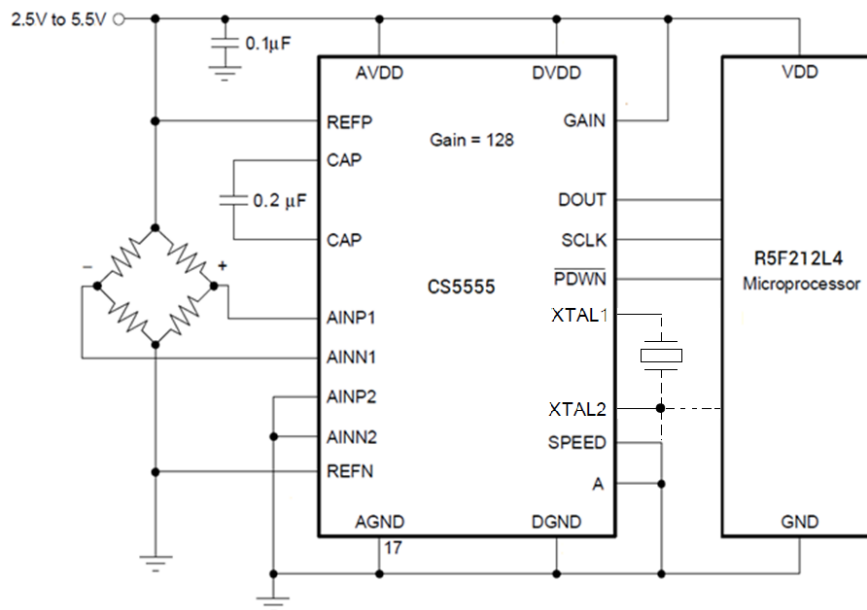 2.5V to 5.5V
0.1µF
AVDD
DVDD
VDD
REFP
Gain = 128
GAIN
CAP
0.2 µF
DOUT
CAP
SCLK
R5F212L4
Microprocessor
–
+
CS5555
PDWN
AINP1
XTAL1
AINN1
AINP2
XTAL2
AINN2
SPEED
REFN
A
AGND
DGND
GND
17